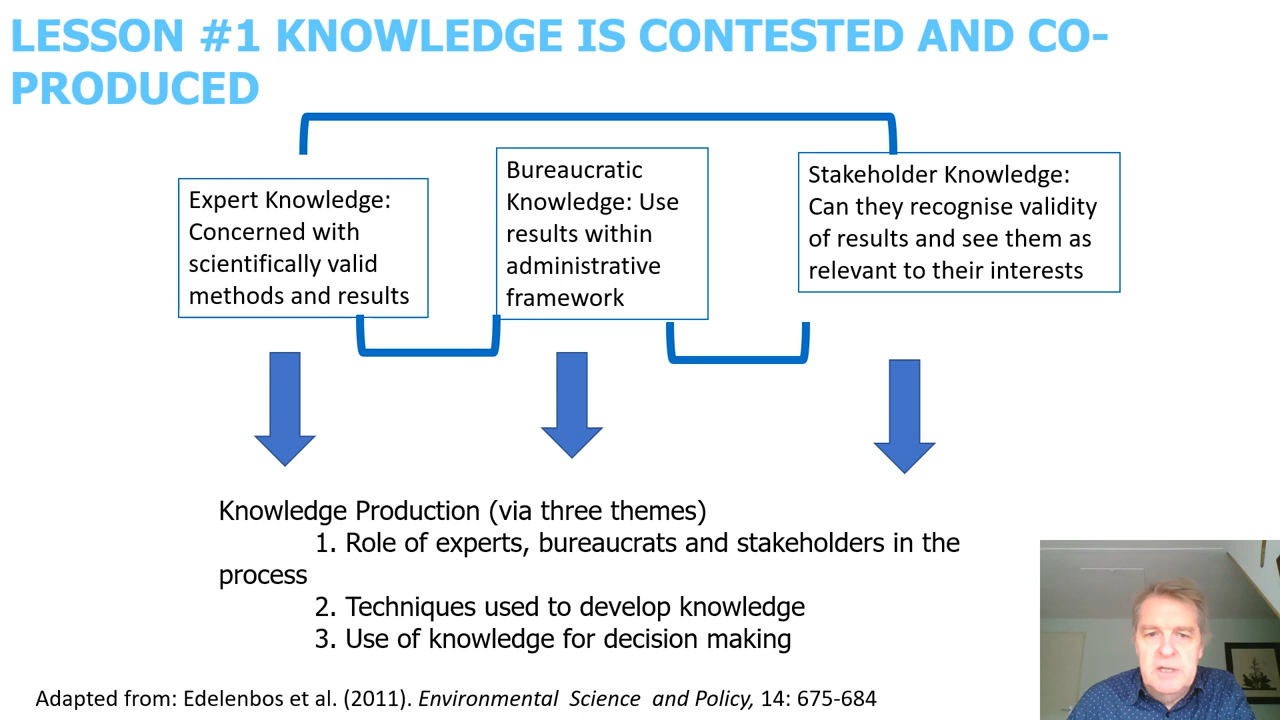 LESSON #1 KNOWLEDGE IS CONTESTED AND CO-
PRODUCED
Expert Knowledge:
Concerned with
scientifically valid
methods and results
Bureaucratic
Knowledge: Use
results within
administrative
framework
Stakeholder Knowledge:
Can they recognise validity
of results and see them as
relevant to their interests
Knowledge Production (via three themes)
1. Role of experts, bureaucrats and stakeholders in the
process
2. Techniques used to develop knowledge
3. Use of knowledge for decision making
Adapted from: Edelenbos et al. (2011). Environmental Science and Policy, 14: 675-684